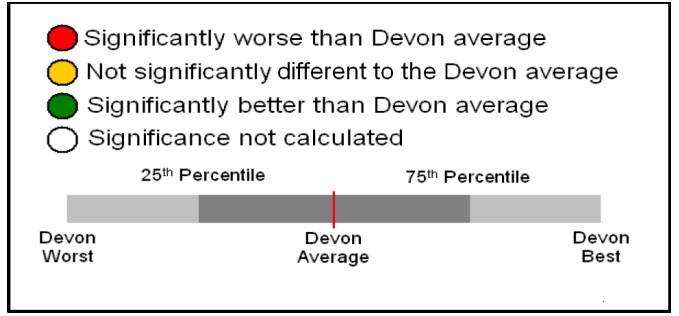 Significantly worse than Devon average
Not significantly different to the Devon average
Significantly better than Devon average
Significance not calculated
25th Percentile 75th Percentile
Devon Worst Devon Average Devon Best